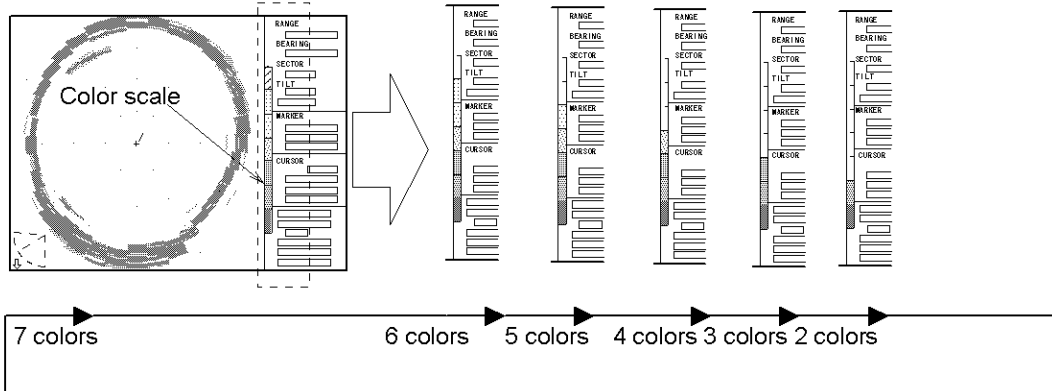 RANGE
BEARING
SECTOR
TILT
MARKER
CURSOR
Color scale
RANGE
BEARING
SECTOR
TILT
MARKER
CURSOR
RANGE
BEARING
SECTOR
TILT
MARKER
CURSOR
RANGE
BEARING
SECTOR
TILT
MARKER
CURSOR
RANGE
BEARING
SECTOR
TILT
MARKER
CURSOR
RANGE
BEARING
SECTOR
TILT
MARKER
CURSOR
7 colors
6 colors
5 colors
4 colors
3 colors
2 colors